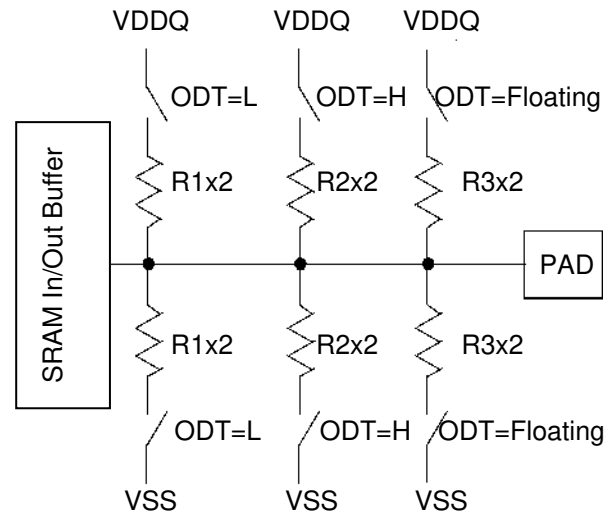 VDDQ VDDQ VDDQ
ODT=L ODT=H ODT=Floating
R1x2 R2x2 R3x2
SRAM In/Out Buffer
PAD
R1x2 R2x2 R3x2
ODT=L ODT=H ODT=Floating
VSS VSS VSS